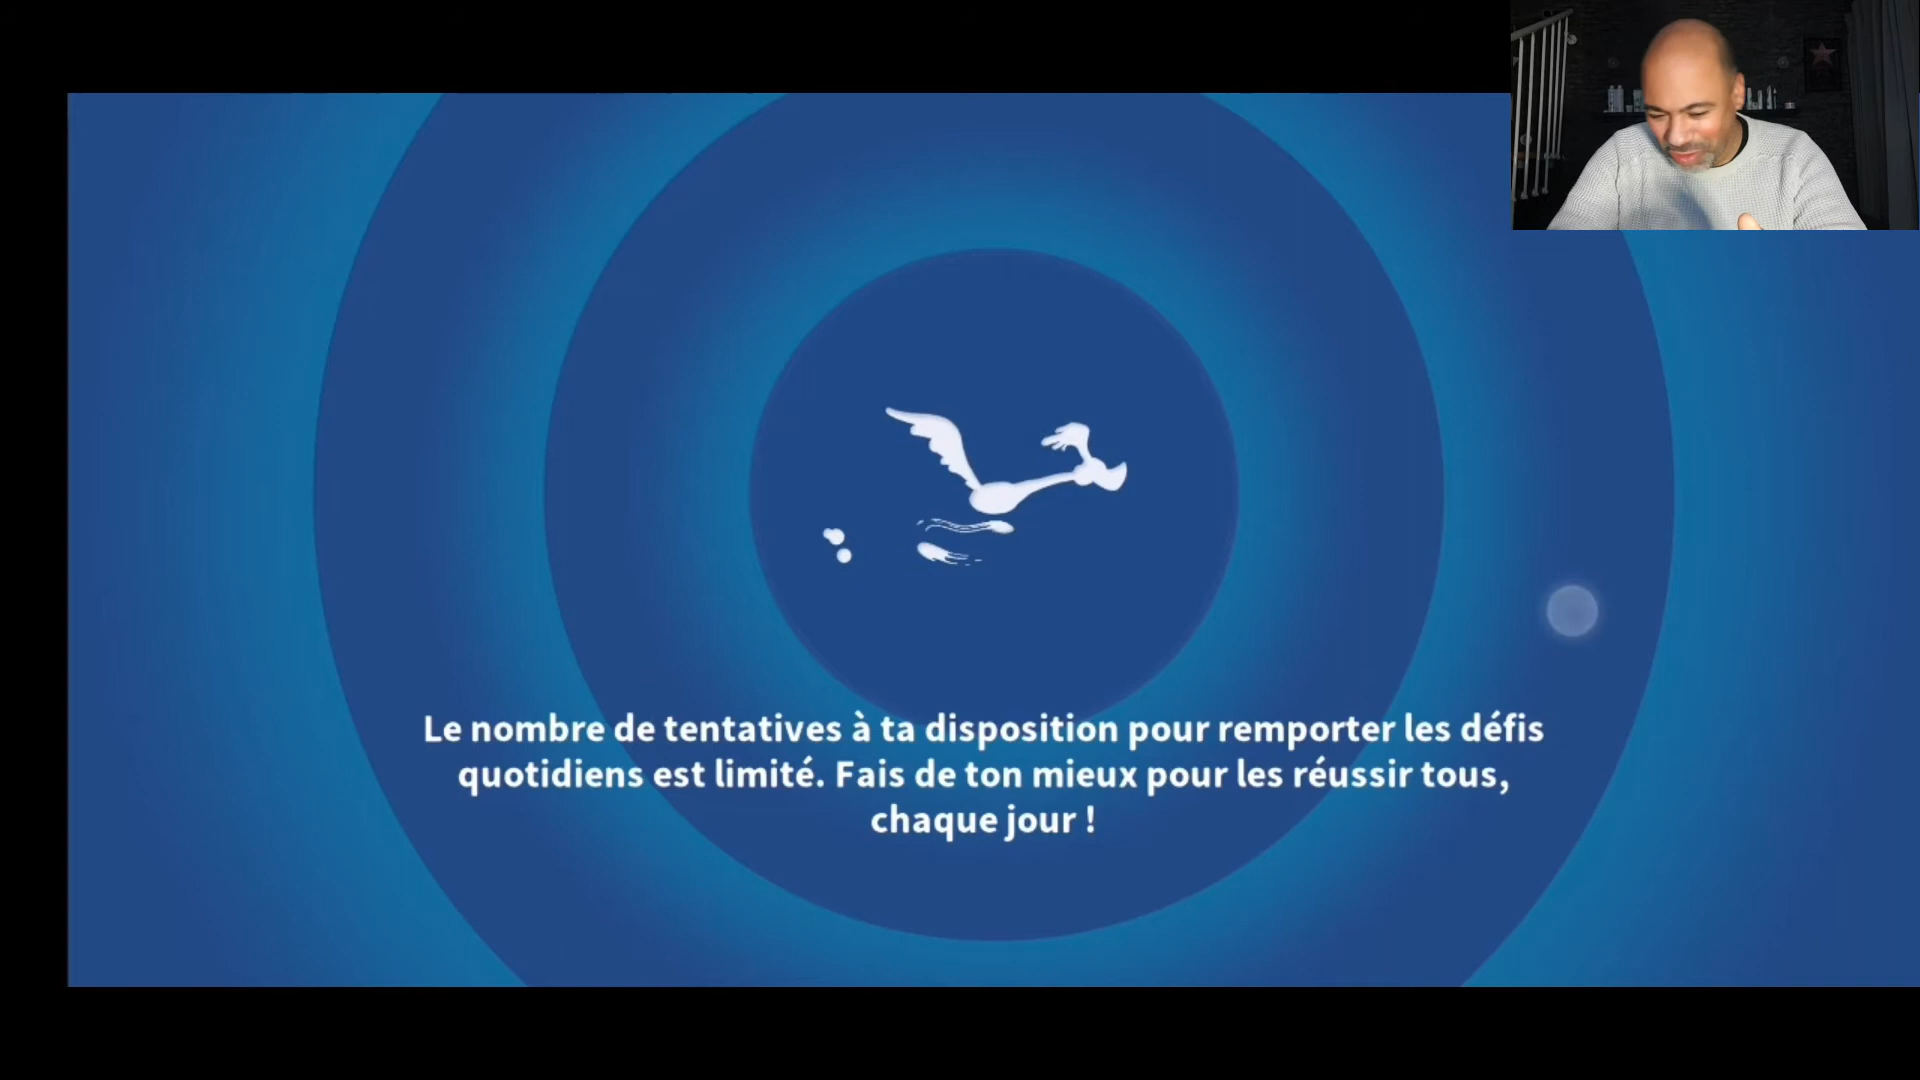 Le nombre de tentatives à ta disposition pour remporter les défis
quotidiens est limité. Fais de ton mieux pour les réussir tous,
chaque jour !